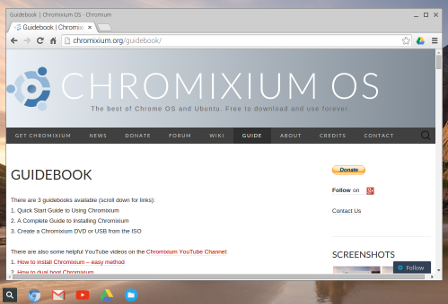 Guidebook | Chromixium OS - Chromium
Guidebook | Chromi
chromixium.org/guidebook/
CHROMIXIUM OS
The best of Chrome OS and Ubuntu. Free to download and use forever.
GET CHROMIXIUM NEWS DONATE FORUM WIKI GUIDE ABOUT CREDITS CONTACT
GUIDEBOOK
Donate
There are 3 guidebooks available (scroll down for links):
1. Quick Start Guide to Using Chromixium
2. A Complete Guide to Installing Chromixium
3. Create a Chromixium DVD or USB from the ISO
Follow on
Contact Us
There are also some helpful YouTube videos on the Chromixium YouTube Channel:
1. How to install Chromixium – easy method
2. How to dual boot Chromixium
SCREENSHOTS
Follow